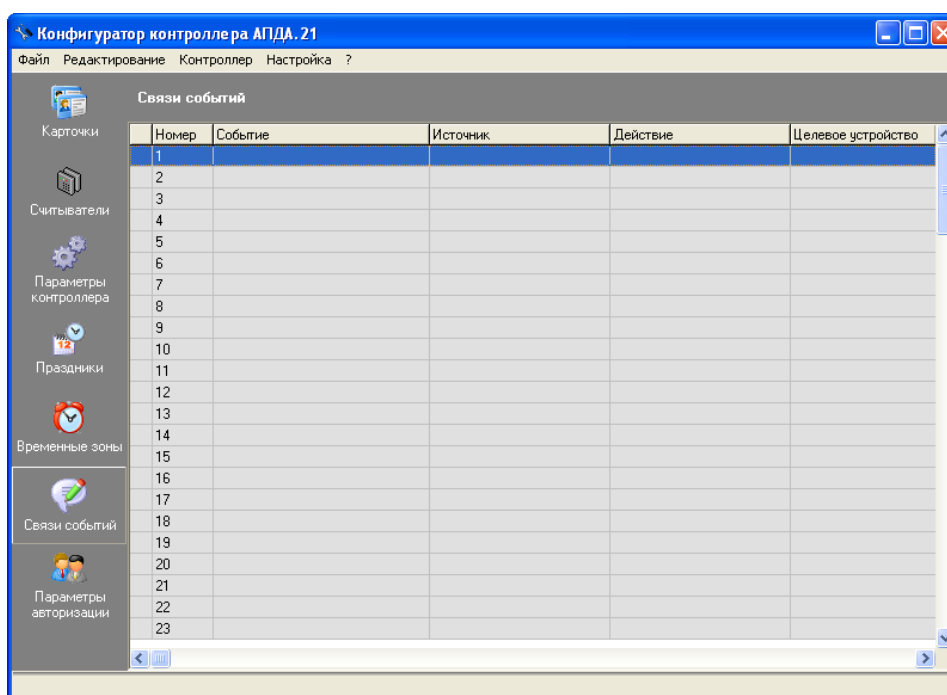 Конфигуратор контроллера АПДА.21
Файл Редактирование Контроллер Настройка ?
Карточки
Считыватели
Параметры
контроллера
12
Праздники
Временные зоны
Связи событий
Параметры
авторизации
Связи событий
Номер Событие Источник Действие Целевое устройство
1
2
3
4
5
6
7
8
9
10
11
12
13
14
15
16
17
18
19
20
21
22
23